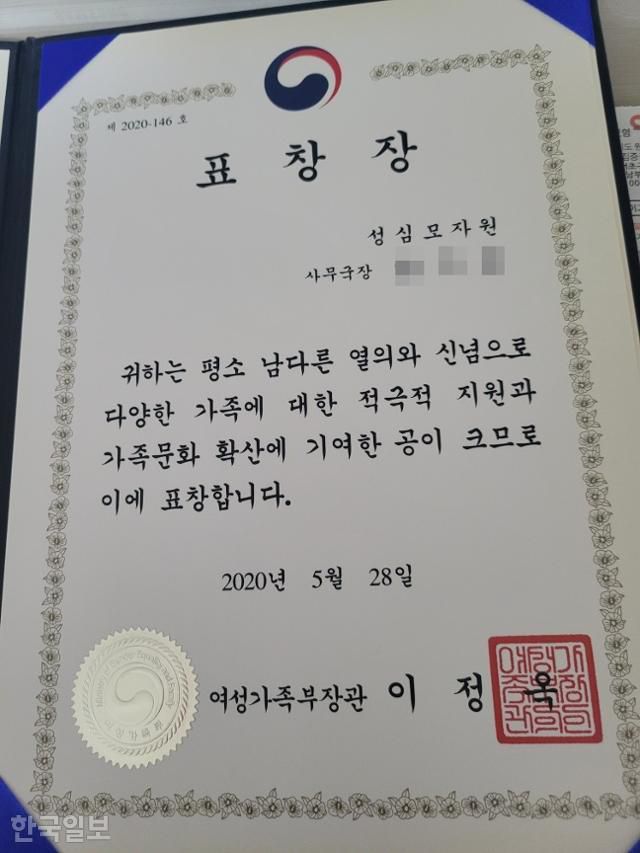 제 2020-146 호
표 창 장
성심모자원
사무국장
귀하는 평소 남다른 열의와 신념으로
다양한 가족에 대한 적극적 지원과
가족문화 확산에 기여한 공이 크므로
이에 표창합니다.
2020년 5월 28일
여성가족부장관 이 정 옥
한국일보